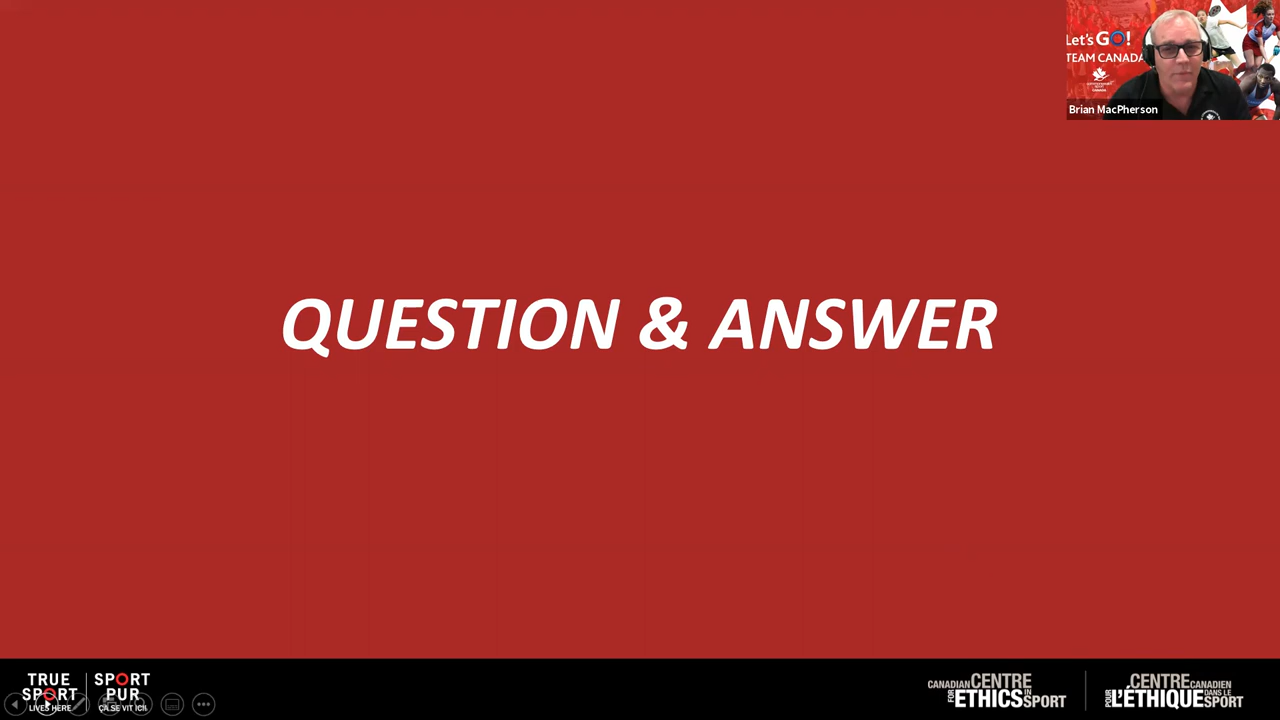 Let's GO!
TEAM CANADA
Brian MacPherson
QUESTION & ANSWER
TRUE SPORT LIVES HERE
SPORT PUR ÇA SE VIT ICI
CANADIAN CENTRE FOR ETHICS IN SPORT
CENTRE CANADIEN POUR L'ÉTHIQUE DANS LE SPORT